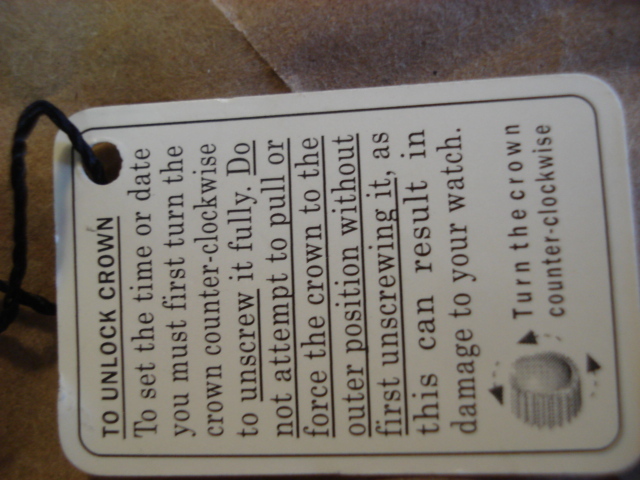 TO UNLOCK CROWN
To set the time or date
you must first turn the
crown counter-clockwise
to unscrew it fully. Do
not attempt to pull or
force the crown to the
outer position without
first unscrewing it, as
this can result in
damage to your watch.
Turn the crown
counter-clockwise